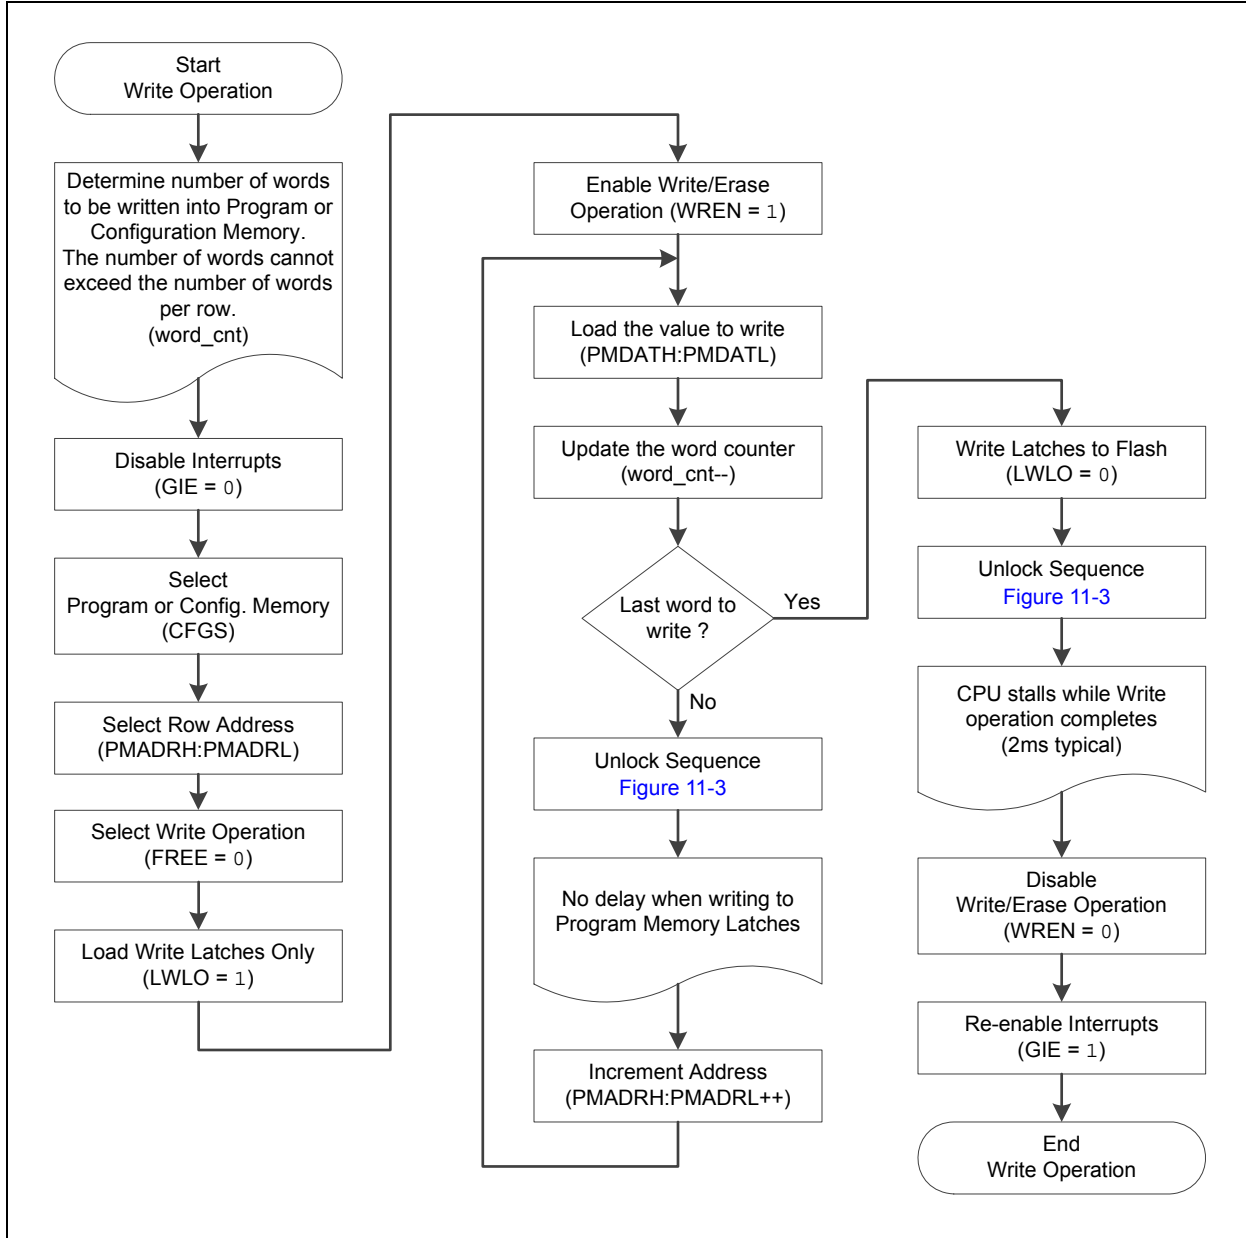 Start
Write Operation
Determine number of words
to be written into Program or
Configuration Memory.
The number of words cannot
exceed the number of words
per row.
(word_cnt)
Disable Interrupts
(GIE = 0)
Select
Program or Config. Memory
(CFGS)
Select Row Address
(PMADRH:PMADRL)
Select Write Operation
(FREE = 0)
Load Write Latches Only
(LWLO = 1)
Enable Write/Erase
Operation (WREN = 1)
Load the value to write
(PMDATH:PMDATL)
Update the word counter
(word_cnt--)
Last word to
write ?
Yes
No
Unlock Sequence
Figure 11-3
No delay when writing to
Program Memory Latches
Increment Address
(PMADRH:PMADRL++)
Write Latches to Flash
(LWLO = 0)
Unlock Sequence
Figure 11-3
CPU stalls while Write
operation completes
(2ms typical)
Disable
Write/Erase Operation
(WREN = 0)
Re-enable Interrupts
(GIE = 1)
End
Write Operation